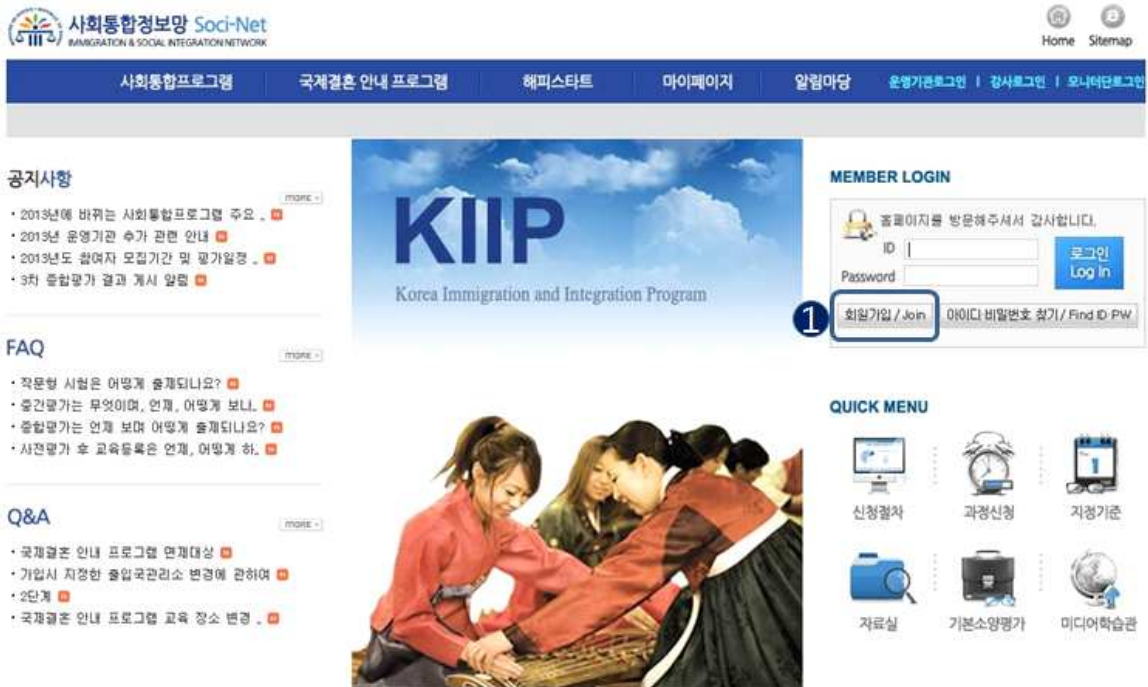 사회통합정보망 Soci-Net
IMMIGRATION & SOCIAL INTEGRATION NETWORK
Home Sitemap
사회통합프로그램 국제결혼 안내 프로그램 해피스타트 마이페이지 알림마당 운영기관로그인 | 강사로그인 | 모니터단로그인
공지사항
more
• 2013년에 바뀌는 사회통합프로그램 주요 ..
• 2013년 운영기관 추가 관련 안내
• 2013년도 참여자 모집기간 및 평가일정 ..
• 3차 종합평가 결과 게시 알림
FAQ
more
• 작문형 시험은 어떻게 출제되나요?
• 중간평가는 무엇이며, 언제, 어떻게 보나..
• 종합평가는 언제 보며 어떻게 출제되나요?
• 사전평가 후 교육등록은 언제, 어떻게 하..
Q&A
more
• 국제결혼 안내 프로그램 면제대상
• 가입시 지정한 출입국관리소 변경에 관하여
• 2단계
• 국제결혼 안내 프로그램 교육 장소 변경 ..
KIIP
Korea Immigration and Integration Program
MEMBER LOGIN
홈페이지를 방문해주셔서 감사합니다.
ID
Password
로그인
Log In
1
회원가입 / Join
아이디·비밀번호 찾기 / Find ID·PW
QUICK MENU
1
신청절차 과정신청 지정기준
자료실 기본소양평가 미디어학습관